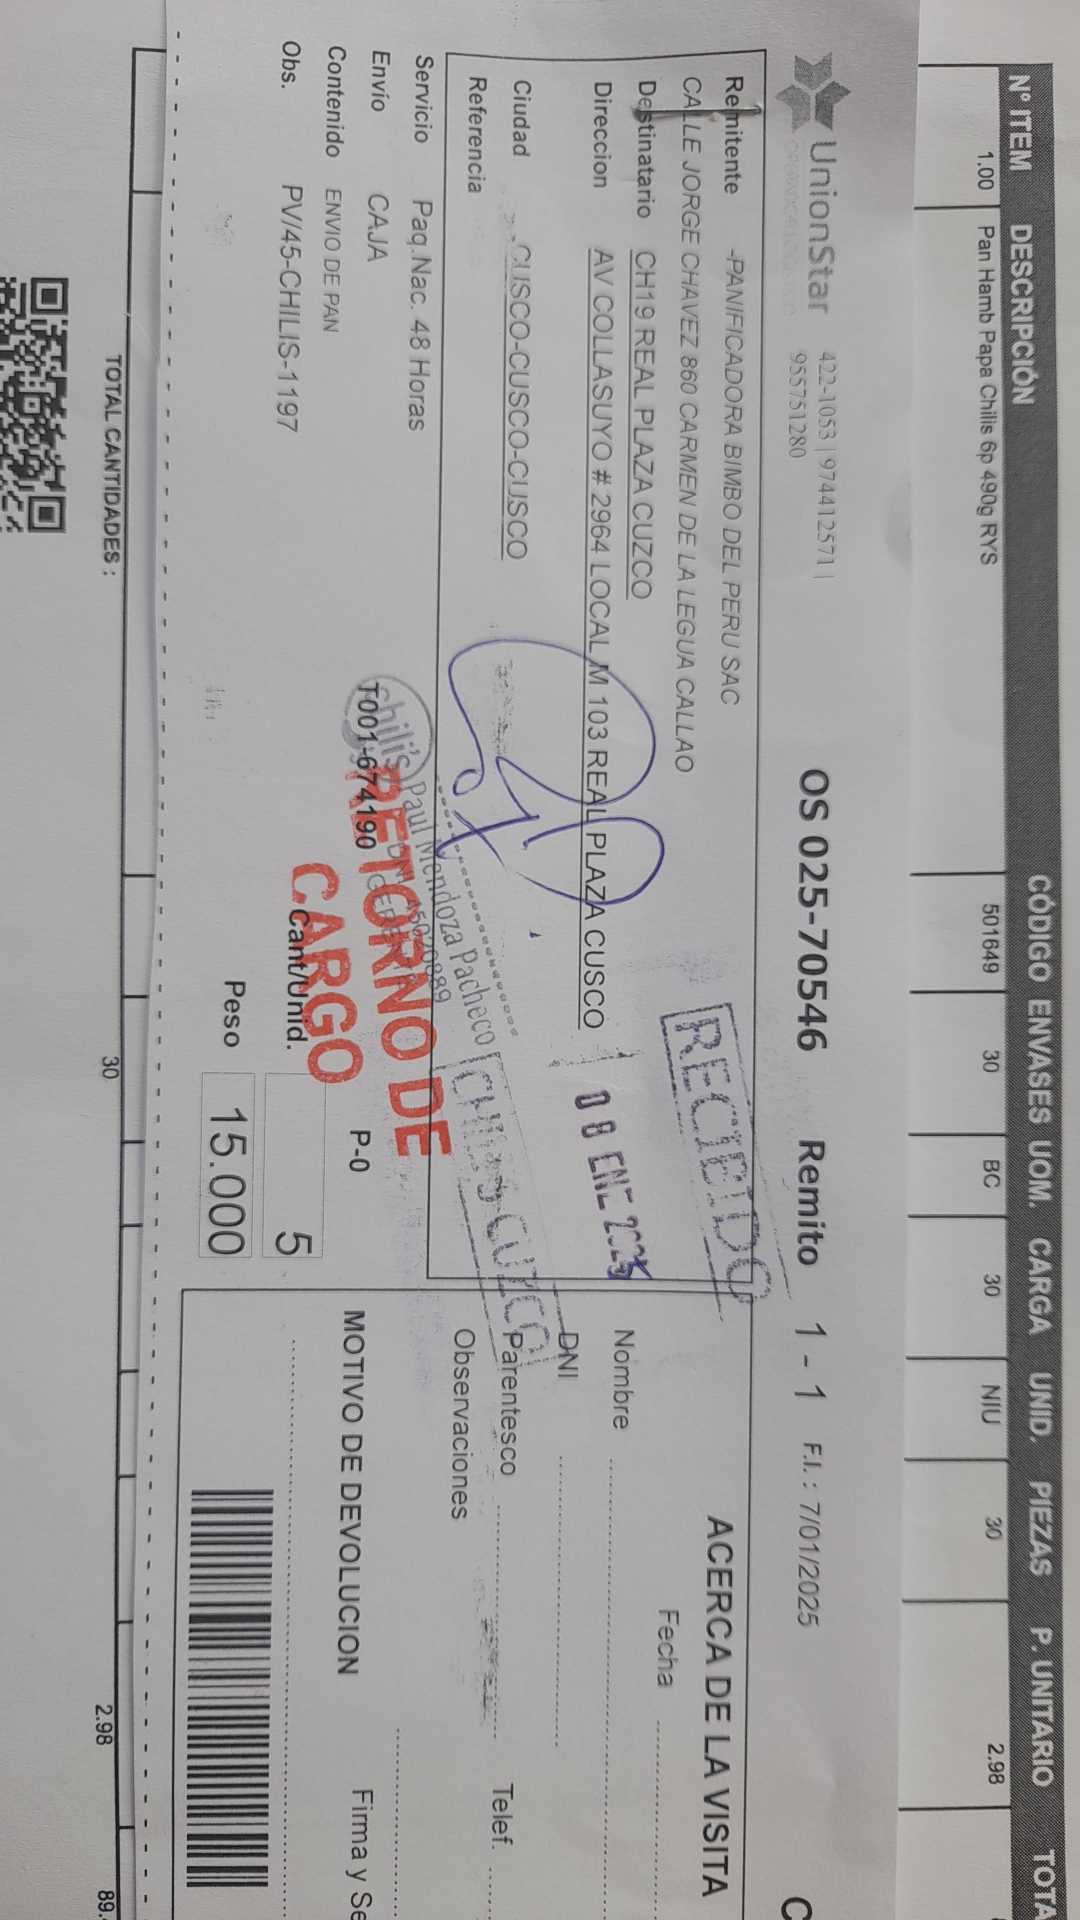 Nº ITEM DESCRIPCIÓN CÓDIGO ENVASES UOM. CARGA UNID. PIEZAS P. UNITARIO TOTA
1.00 Pan Hamb Papa Chilis 6p 490g RYS 501649 30 BC 30 NIU 30 2.98
UnionStar 422-1053 | 974412571 | OS 025-70546 Remito 1 - 1 F.I.: 7/01/2025
955751280
Remitente -PANIFICADORA BIMBO DEL PERU SAC
CALLE JORGE CHAVEZ 860 CARMEN DE LA LEGUA CALLAO
Destinatario CH19 REAL PLAZA CUZCO
Direccion AV COLLASUYO # 2964 LOCAL M 103 REAL PLAZA CUSCO
Ciudad CUSCO-CUSCO-CUSCO
Referencia
RECIBIDO
08 ENE 2025
CHILIS CUZCO
Servicio Paq.Nac. 48 Horas
Envío CAJA T001-674190 P-0
Contenido ENVIO DE PAN
Obs. PV/45-CHILIS-1197 Cant/Unid. 5
Peso 15.000
chili's Paul Mendoza Pacheco
RETORNO DE
CARGO
ACERCA DE LA VISITA
Fecha
Nombre
DNI
Parentesco Telef.
Observaciones
MOTIVO DE DEVOLUCION Firma y Se
TOTAL CANTIDADES : 30 2.98 89.